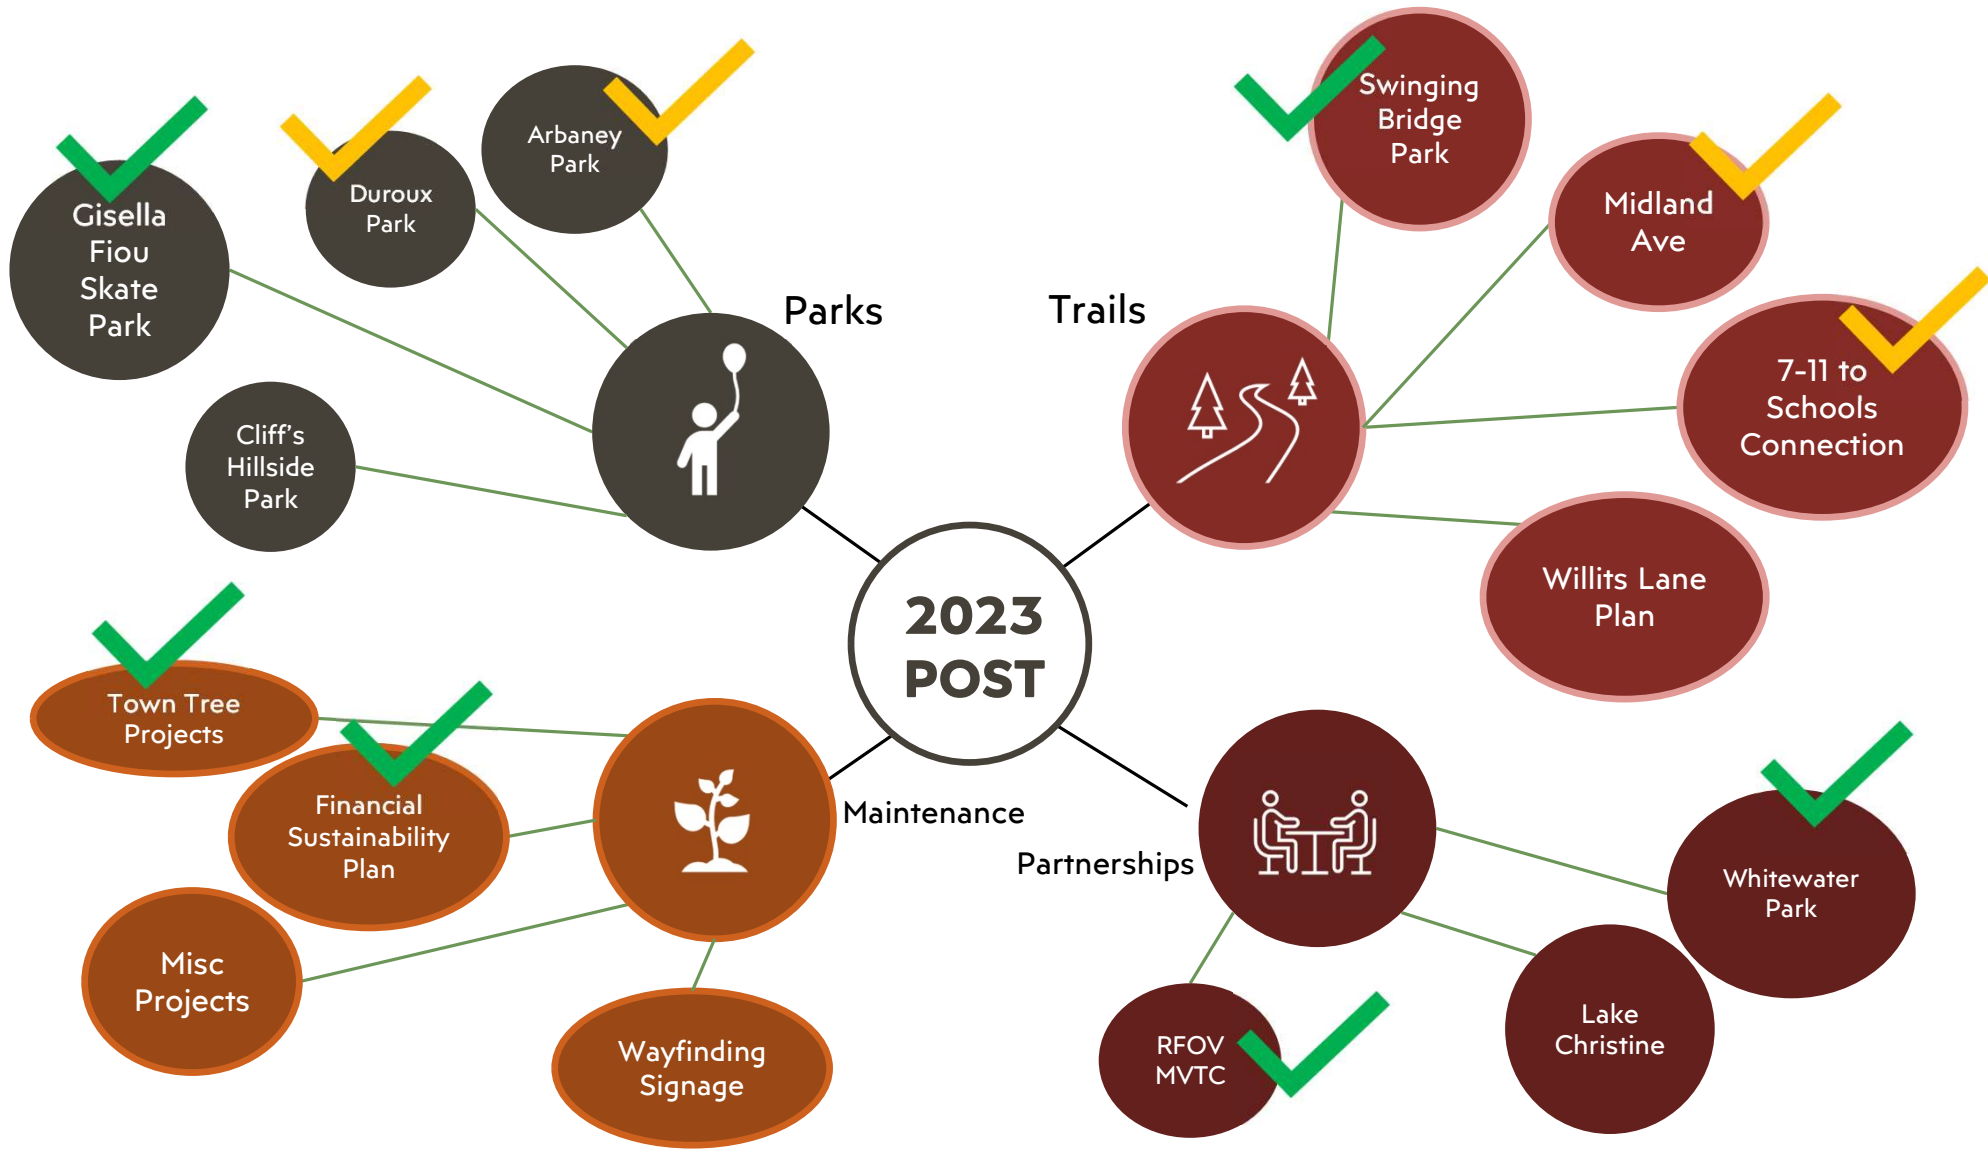 Gisella
Fiou
Skate
Park
Duroux
Park
Arbaney
Park
Cliff's
Hillside
Park
Parks
Trails
Swinging
Bridge
Park
Midland
Ave
7-11 to
Schools
Connection
Willits Lane
Plan
2023
POST
Town Tree
Projects
Financial
Sustainability
Plan
Misc
Projects
Wayfinding
Signage
Maintenance
Partnerships
Whitewater
Park
Lake
Christine
RFOV
MVTC